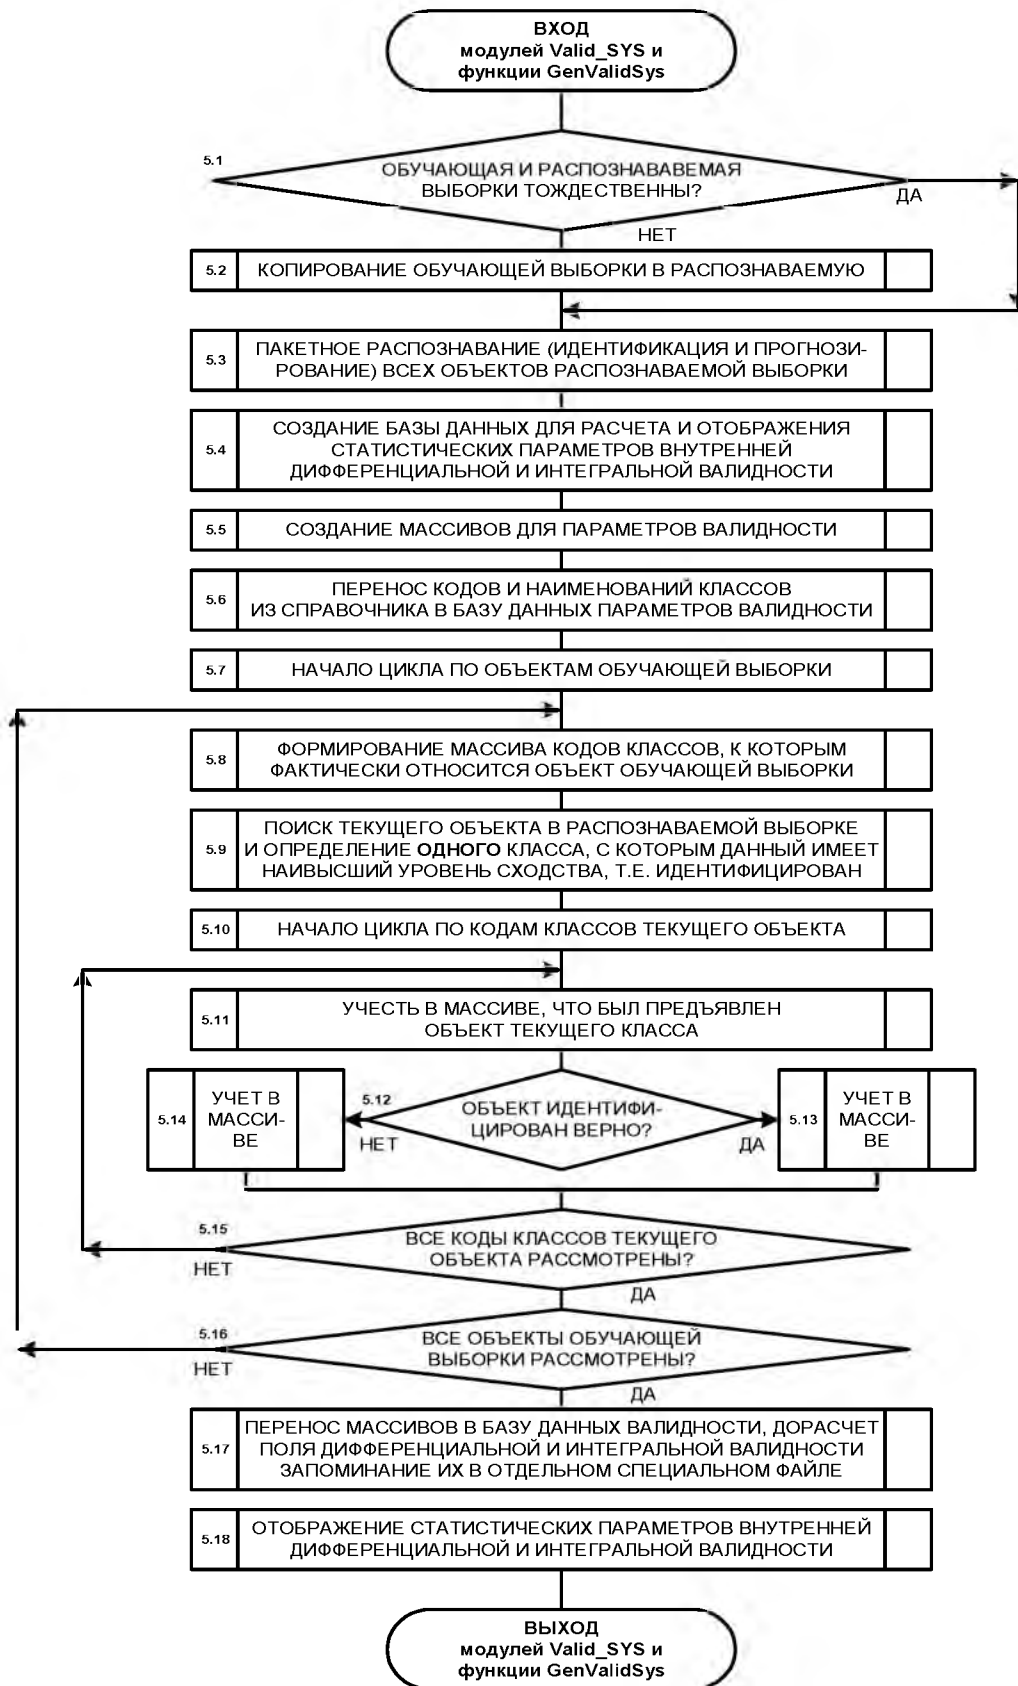 ВХОД
модулей Valid_SYS и
функции GenValidSys
5.1
ОБУЧАЮЩАЯ И РАСПОЗНАВАВЕМАЯ
ВЫБОРКИ ТОЖДЕСТВЕННЫ?
ДА
НЕТ
5.2
КОПИРОВАНИЕ ОБУЧАЮЩЕЙ ВЫБОРКИ В РАСПОЗНАВАЕМУЮ
5.3
ПАКЕТНОЕ РАСПОЗНАВАНИЕ (ИДЕНТИФИКАЦИЯ И ПРОГНОЗИ-
РОВАНИЕ) ВСЕХ ОБЪЕКТОВ РАСПОЗНАВАЕМОЙ ВЫБОРКИ
5.4
СОЗДАНИЕ БАЗЫ ДАННЫХ ДЛЯ РАСЧЕТА И ОТОБРАЖЕНИЯ
СТАТИСТИЧЕСКИХ ПАРАМЕТРОВ ВНУТРЕННЕЙ
ДИФФЕРЕНЦИАЛЬНОЙ И ИНТЕГРАЛЬНОЙ ВАЛИДНОСТИ
5.5
СОЗДАНИЕ МАССИВОВ ДЛЯ ПАРАМЕТРОВ ВАЛИДНОСТИ
5.6
ПЕРЕНОС КОДОВ И НАИМЕНОВАНИЙ КЛАССОВ
ИЗ СПРАВОЧНИКА В БАЗУ ДАННЫХ ПАРАМЕТРОВ ВАЛИДНОСТИ
5.7
НАЧАЛО ЦИКЛА ПО ОБЪЕКТАМ ОБУЧАЮЩЕЙ ВЫБОРКИ
5.8
ФОРМИРОВАНИЕ МАССИВА КОДОВ КЛАССОВ, К КОТОРЫМ
ФАКТИЧЕСКИ ОТНОСИТСЯ ОБЪЕКТ ОБУЧАЮЩЕЙ ВЫБОРКИ
5.9
ПОИСК ТЕКУЩЕГО ОБЪЕКТА В РАСПОЗНАВАЕМОЙ ВЫБОРКЕ
И ОПРЕДЕЛЕНИЕ ОДНОГО КЛАССА, С КОТОРЫМ ДАННЫЙ ИМЕЕТ
НАИВЫСШИЙ УРОВЕНЬ СХОДСТВА, Т.Е. ИДЕНТИФИЦИРОВАН
5.10
НАЧАЛО ЦИКЛА ПО КОДАМ КЛАССОВ ТЕКУЩЕГО ОБЪЕКТА
5.11
УЧЕСТЬ В МАССИВЕ, ЧТО БЫЛ ПРЕДЪЯВЛЕН
ОБЪЕКТ ТЕКУЩЕГО КЛАССА
5.14
УЧЕТ В
МАССИ-
ВЕ
5.12
ОБЪЕКТ ИДЕНТИФИ-
ЦИРОВАН ВЕРНО?
НЕТ
ДА
5.13
УЧЕТ В
МАССИ-
ВЕ
5.15
ВСЕ КОДЫ КЛАССОВ ТЕКУЩЕГО
ОБЪЕКТА РАССМОТРЕНЫ?
НЕТ
ДА
5.16
ВСЕ ОБЪЕКТЫ ОБУЧАЮЩЕЙ
ВЫБОРКИ РАССМОТРЕНЫ?
НЕТ
ДА
5.17
ПЕРЕНОС МАССИВОВ В БАЗУ ДАННЫХ ВАЛИДНОСТИ, ДОРАСЧЕТ
ПОЛЯ ДИФФЕРЕНЦИАЛЬНОЙ И ИНТЕГРАЛЬНОЙ ВАЛИДНОСТИ
ЗАПОМИНАНИЕ ИХ В ОТДЕЛЬНОМ СПЕЦИАЛЬНОМ ФАЙЛЕ
5.18
ОТОБРАЖЕНИЕ СТАТИСТИЧЕСКИХ ПАРАМЕТРОВ ВНУТРЕННЕЙ
ДИФФЕРЕНЦИАЛЬНОЙ И ИНТЕГРАЛЬНОЙ ВАЛИДНОСТИ
ВЫХОД
модулей Valid_SYS и
функции GenValidSys